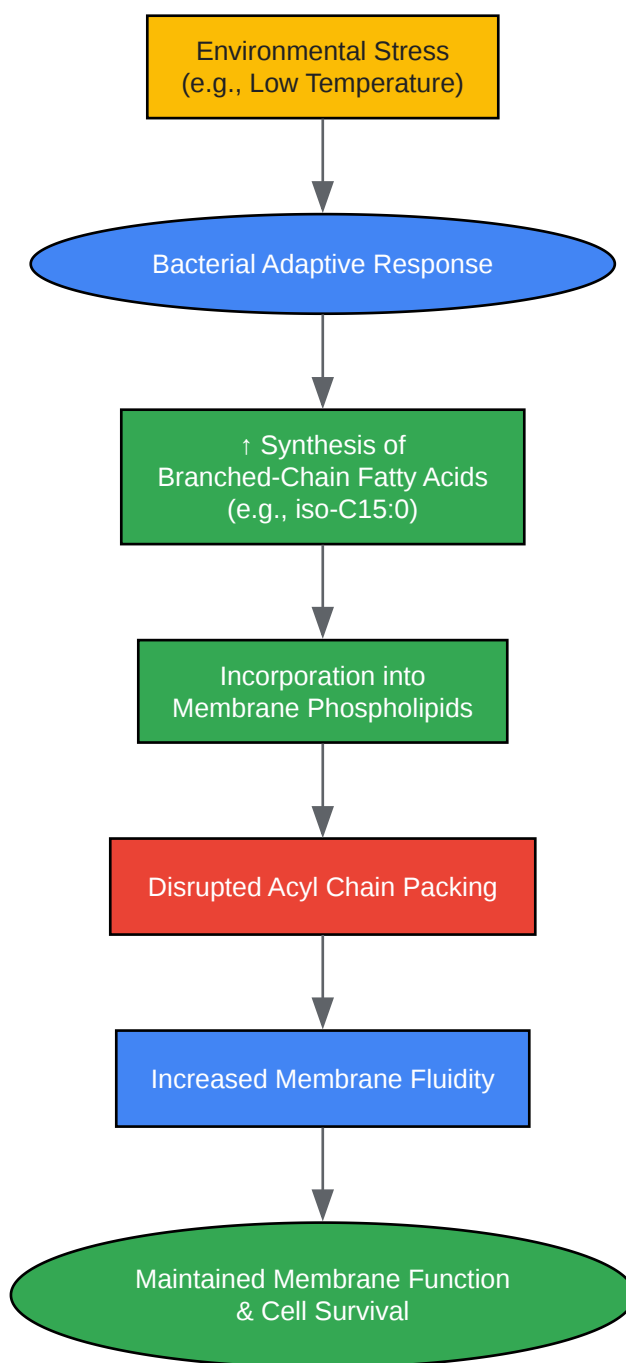 Environmental Stress
(e.g., Low Temperature)
Bacterial Adaptive Response
↑ Synthesis of
Branched-Chain Fatty Acids
(e.g., iso-C15:0)
Incorporation into
Membrane Phospholipids
Disrupted Acyl Chain Packing
Increased Membrane Fluidity
Maintained Membrane Function
& Cell Survival